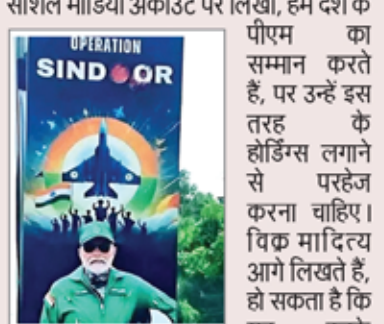 सोशल मीडिया अकाउंट पर लिखा, हम देश के
OPERATION
SINDOOR
पीएम का
सम्मान करते
हैं, पर उन्हें इस
तरह के
होर्डिंग्स लगाने
से परहेज
करना चाहिए।
विक्र मादित्य
आगे लिखते हैं,
हो सकता है कि